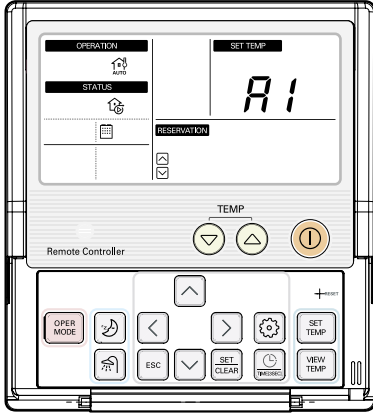 OPERATION
SET TEMP
AUTO
STATUS
A1
RESERVATION
TEMP
Remote Controller
RESET
OPER
MODE
SET
TEMP
ESC
SET
CLEAR
TIMER/SEC
VIEW
TEMP